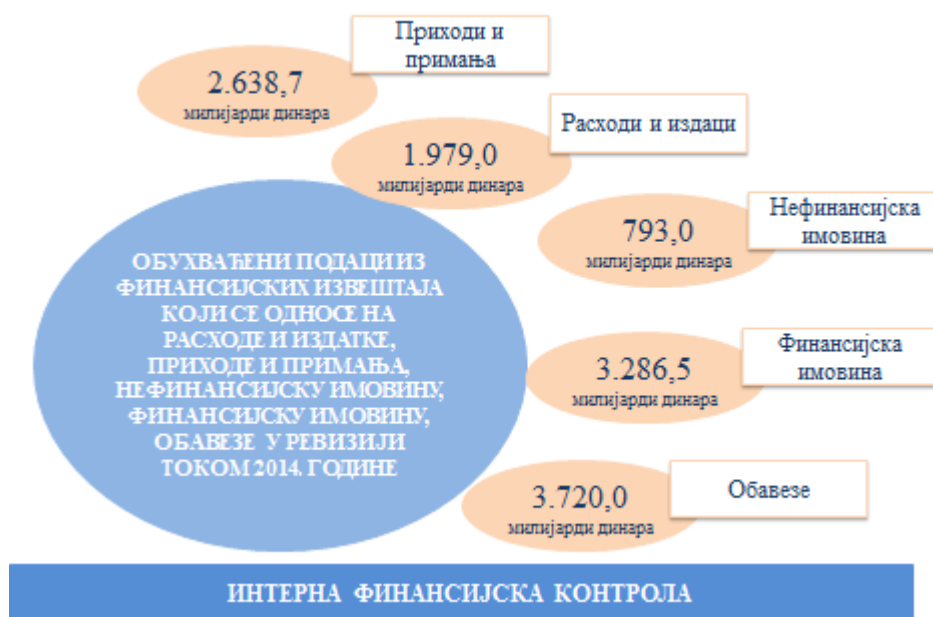 Приходи и
примања
2.638,7
милијарди динара
Расходи и издаци
1.979,0
милијарди динара
Нефинансијска
имовина
793,0
милијарди динара
ОБУХВАЋЕНИ ПОДАЦИ ИЗ
ФИНАНСИЈСКИХ ИЗВЕШТАЈА
КОЈИ СЕ ОДНОСЕ НА
РАСХОДЕ И ИЗДАТКЕ,
ПРИХОДЕ И ПРИМАЊА,
НЕФИНАНСИЈСКУ ИМОВИНУ,
ФИНАНСИЈСКУ ИМОВИНУ,
ОБАВЕЗЕ У РЕВИЗИЈИ
ТОКОМ 2014. ГОДИНЕ
Финансијска
имовина
3.286,5
милијарди динара
Обавезе
3.720,0
милијарди динара
ИНТЕРНА ФИНАНСИЈСКА КОНТРОЛА